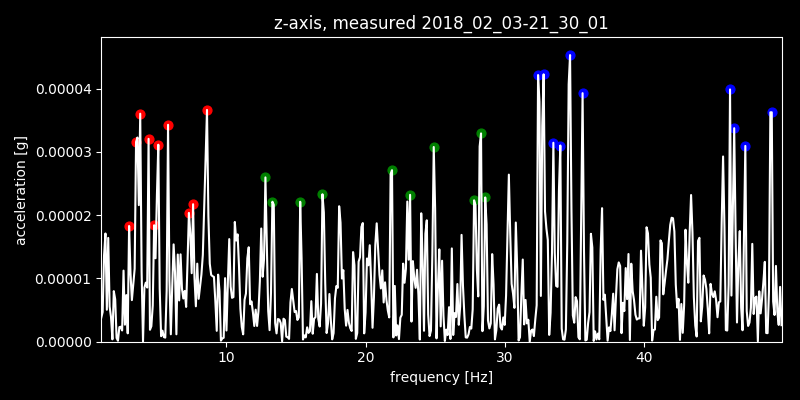 z-axis, measured 2018_02_03-21_30_01
acceleration [g]
0.00004
0.00003
0.00002
0.00001
0.00000
10 20 30 40
frequency [Hz]